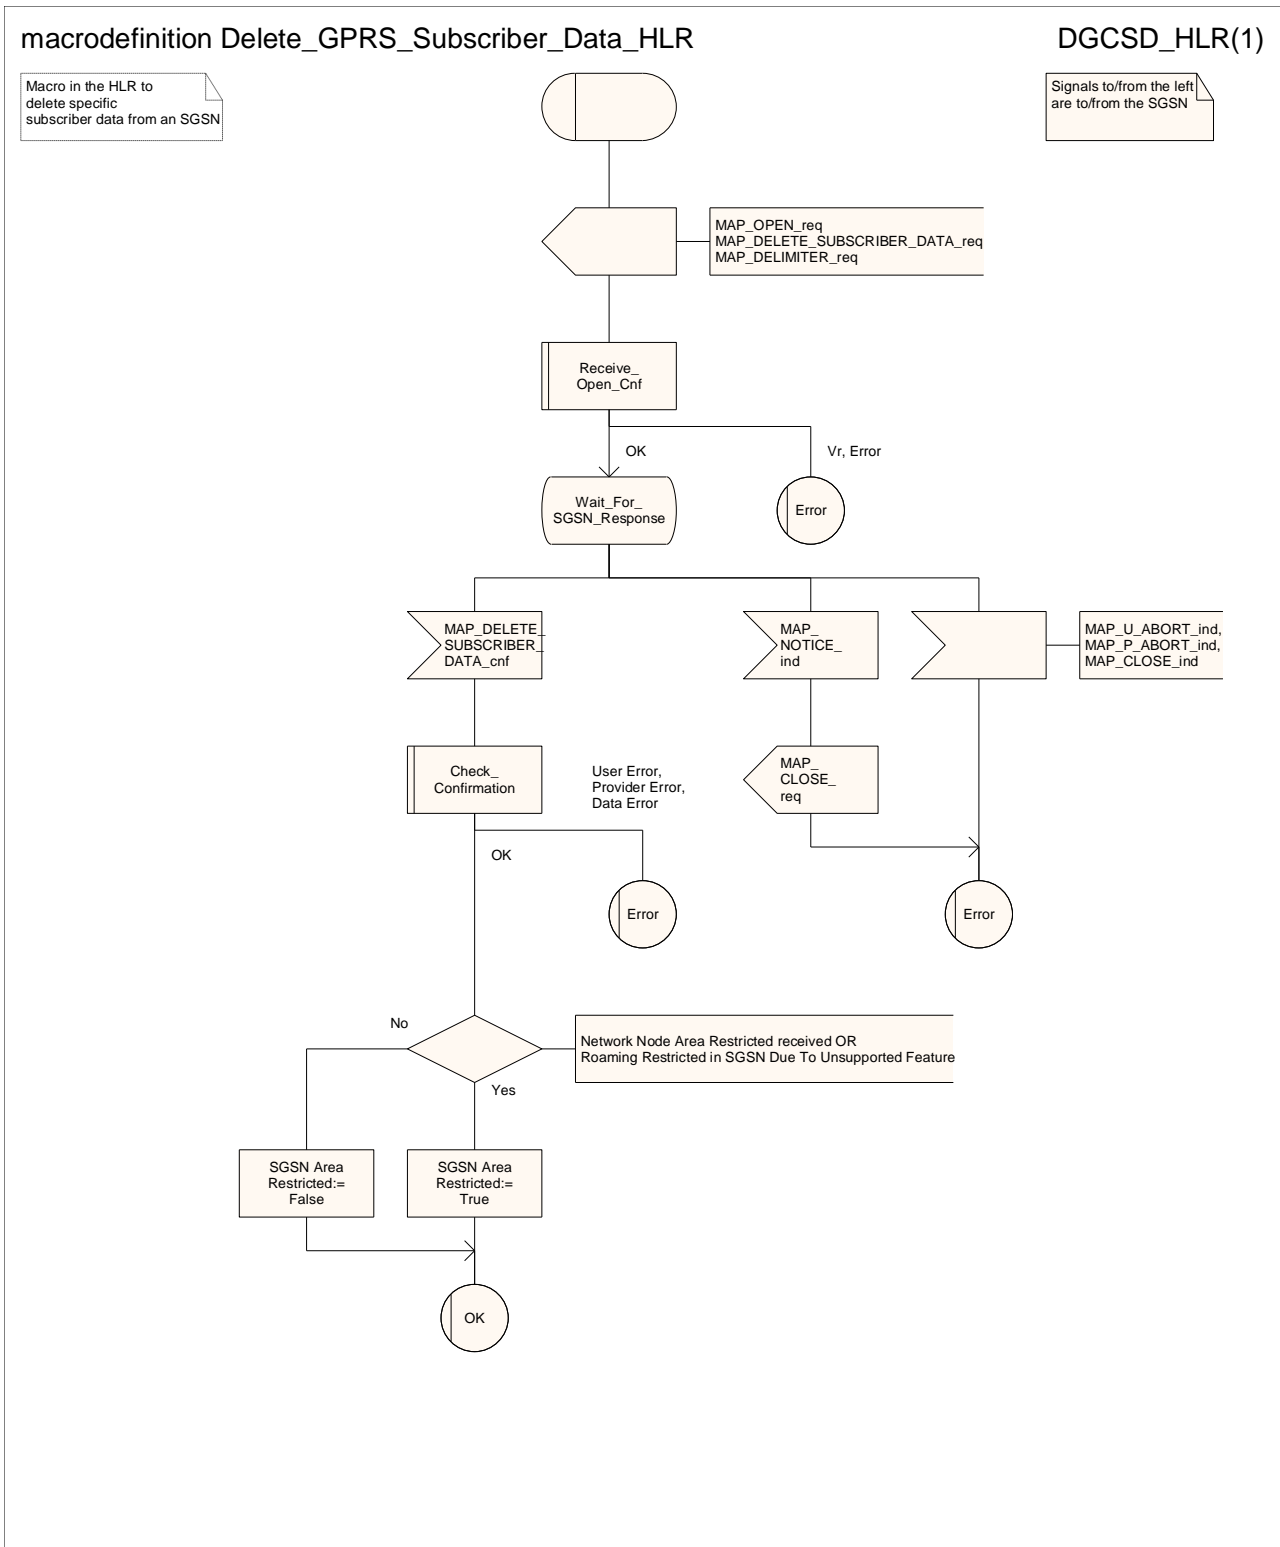 macrodefinition Delete_GPRS_Subscriber_Data_HLR
DGCSD_HLR(1)
Macro in the HLR to
delete specific
subscriber data from an SGSN
Signals to/from the left
are to/from the SGSN
MAP_OPEN_req
MAP_DELETE_SUBSCRIBER_DATA_req
MAP_DELIMITER_req
Receive_
Open_Cnf
OK
Vr, Error
Wait_For_
SGSN_Response
Error
MAP_DELETE_
SUBSCRIBER_
DATA_cnf
MAP_
NOTICE_
ind
MAP_U_ABORT_ind,
MAP_P_ABORT_ind,
MAP_CLOSE_ind
Check_
Confirmation
User Error,
Provider Error,
Data Error
MAP_
CLOSE_
req
OK
Error
Error
No
Network Node Area Restricted received OR
Roaming Restricted in SGSN Due To Unsupported Feature
Yes
SGSN Area
Restricted:=
False
SGSN Area
Restricted:=
True
OK